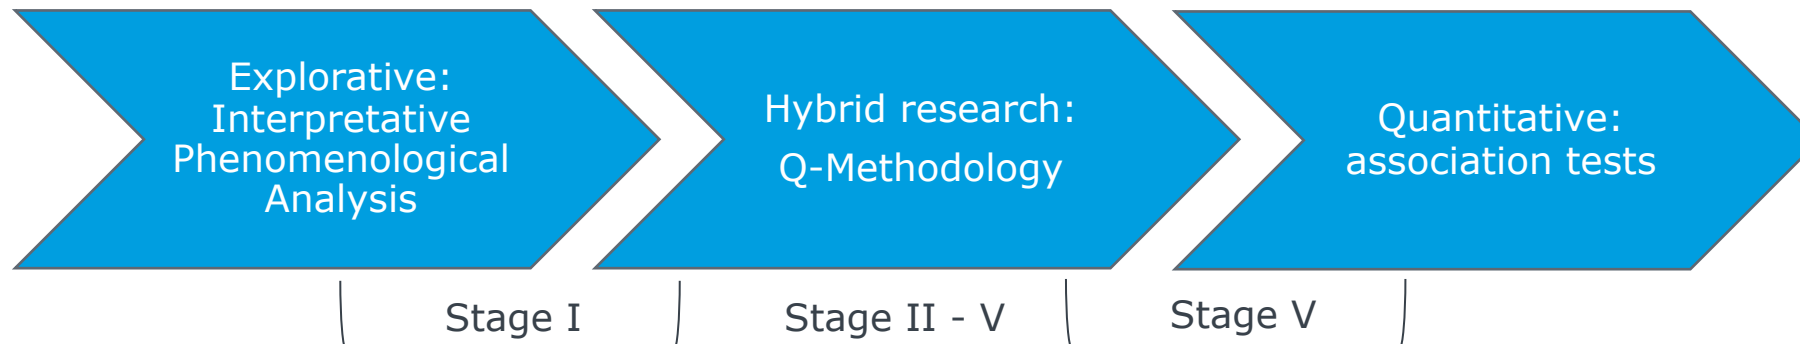 Explorative:
Interpretative
Phenomenological
Analysis
Hybrid research:
Q-Methodology
Quantitative:
association tests
Stage I
Stage II - V
Stage V